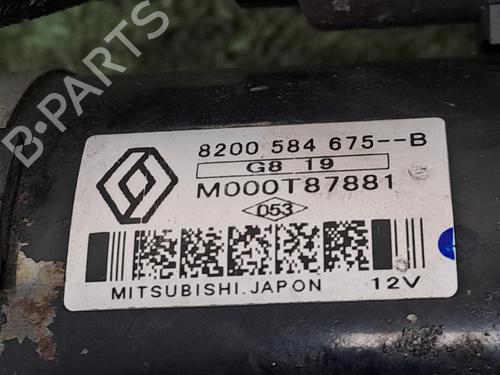 B-PARTS
8200 584 675--B
G8 19
M000T87881
D53
MITSUBISHI.JAPON 12V